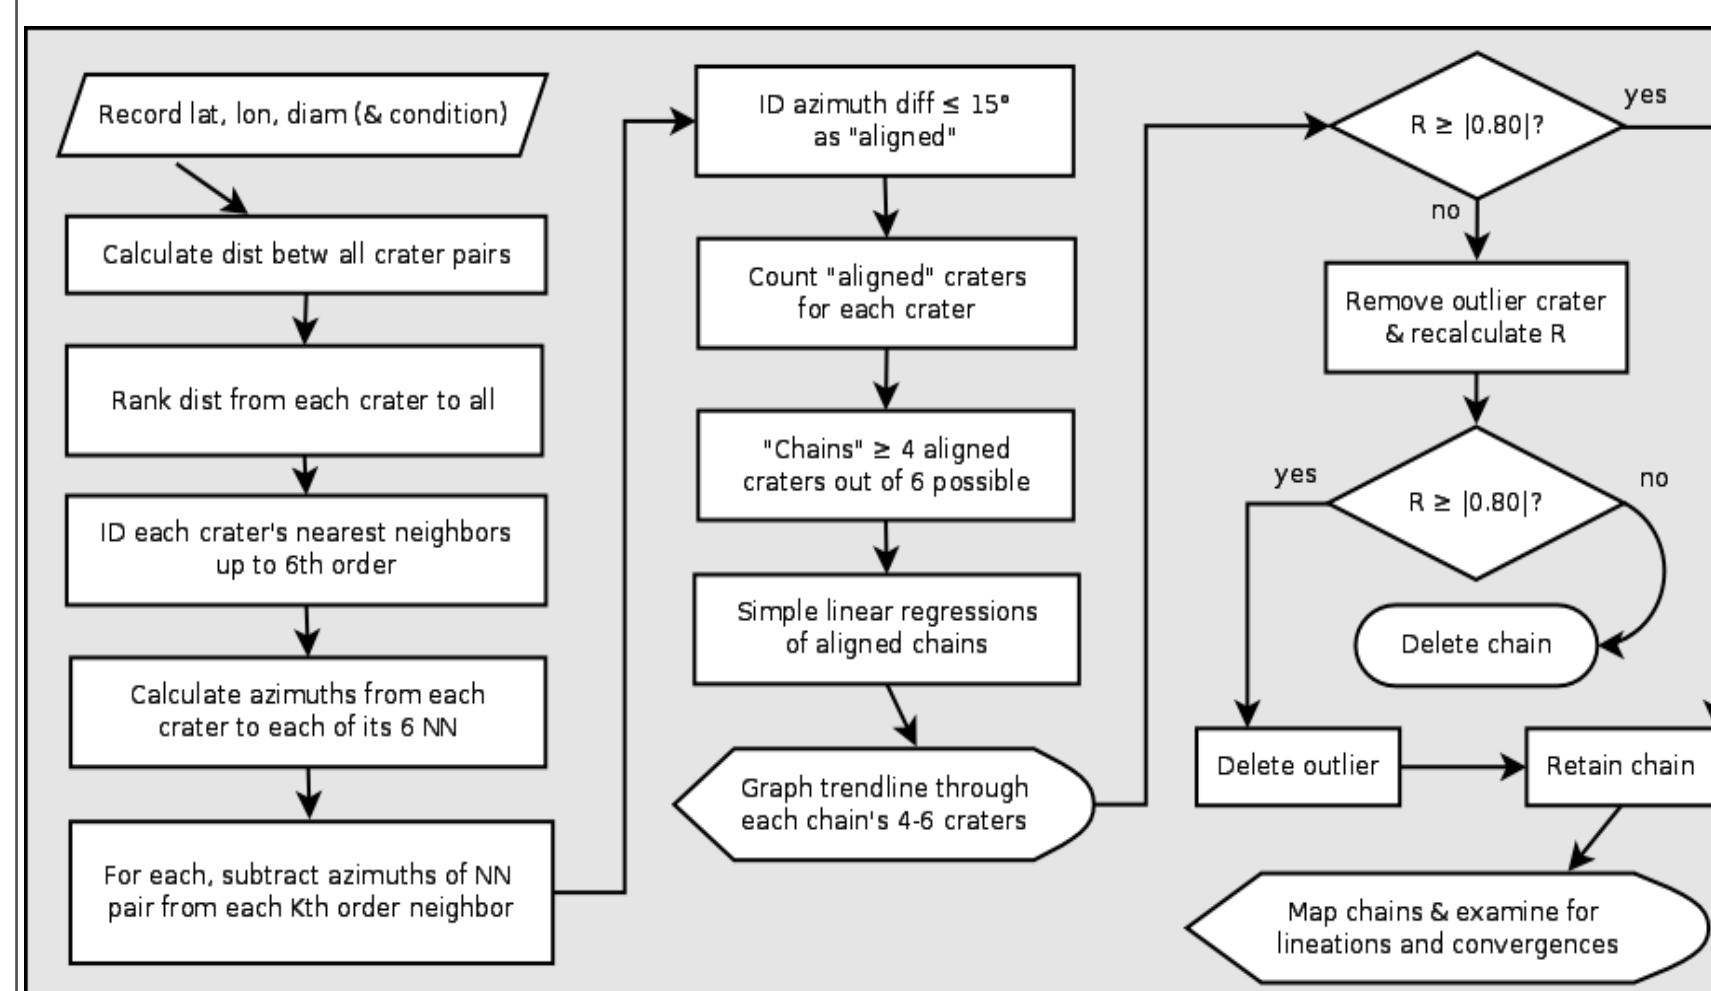 Record lat, lon, diam (& condition)
Calculate dist betw all crater pairs
Rank dist from each crater to all
ID each crater's nearest neighbors
up to 6th order
Calculate azimuths from each
crater to each of its 6 NN
For each, subtract azimuths of NN
pair from each Kth order neighbor
ID azimuth diff ≤ 15°
as "aligned"
Count "aligned" craters
for each crater
"Chains" ≥ 4 aligned
craters out of 6 possible
Simple linear regressions
of aligned chains
Graph trendline through
each chain's 4-6 craters
R ≥ |0.80|?
yes
no
Remove outlier crater
& recalculate R
R ≥ |0.80|?
yes
no
Delete chain
Delete outlier
Retain chain
Map chains & examine for
lineations and convergences